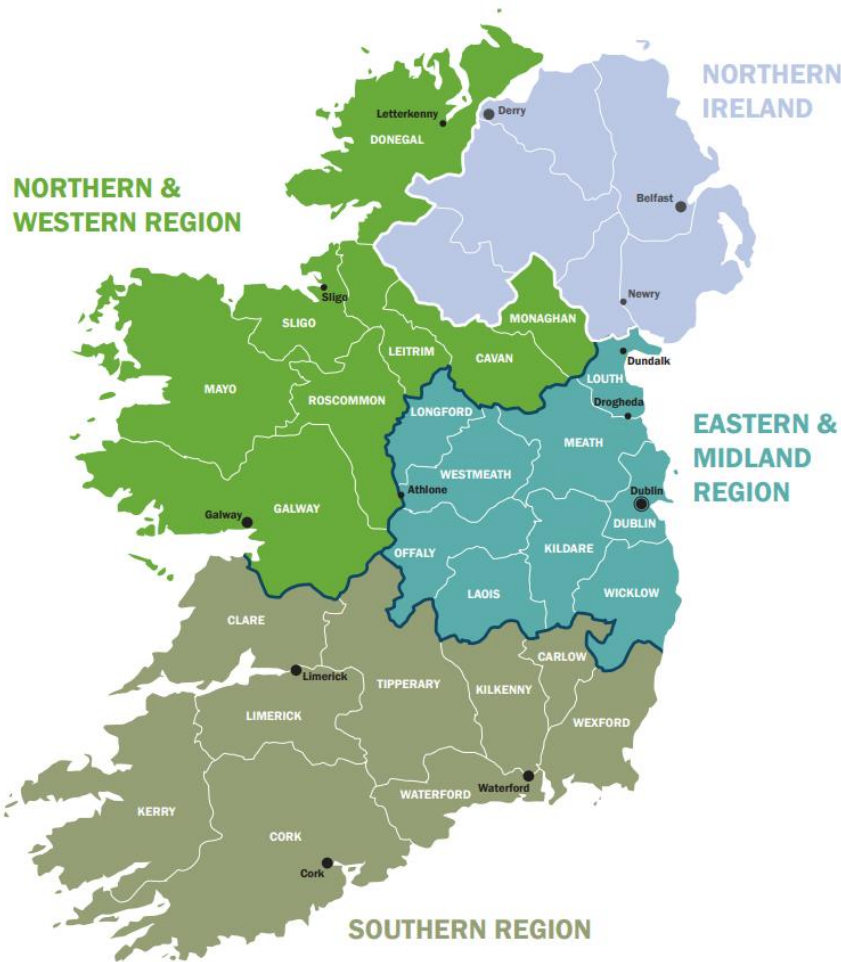 NORTHERN
IRELAND
Letterkenny
Derry
DONEGAL
NORTHERN &
WESTERN REGION
Belfast
Sligo
Newry
SLIGO
MONAGHAN
LEITRIM
CAVAN
Dundalk
MAYO
ROSCOMMON
LOUTH
Drogheda
LONGFORD
EASTERN &
MIDLAND
REGION
MEATH
WESTMEATH
Athlone
Dublin
GALWAY
Galway
DUBLIN
OFFALY
KILDARE
LAOIS
WICKLOW
CLARE
CARLOW
Limerick
TIPPERARY
KILKENNY
LIMERICK
WEXFORD
Waterford
WATERFORD
KERRY
CORK
Cork
SOUTHERN REGION